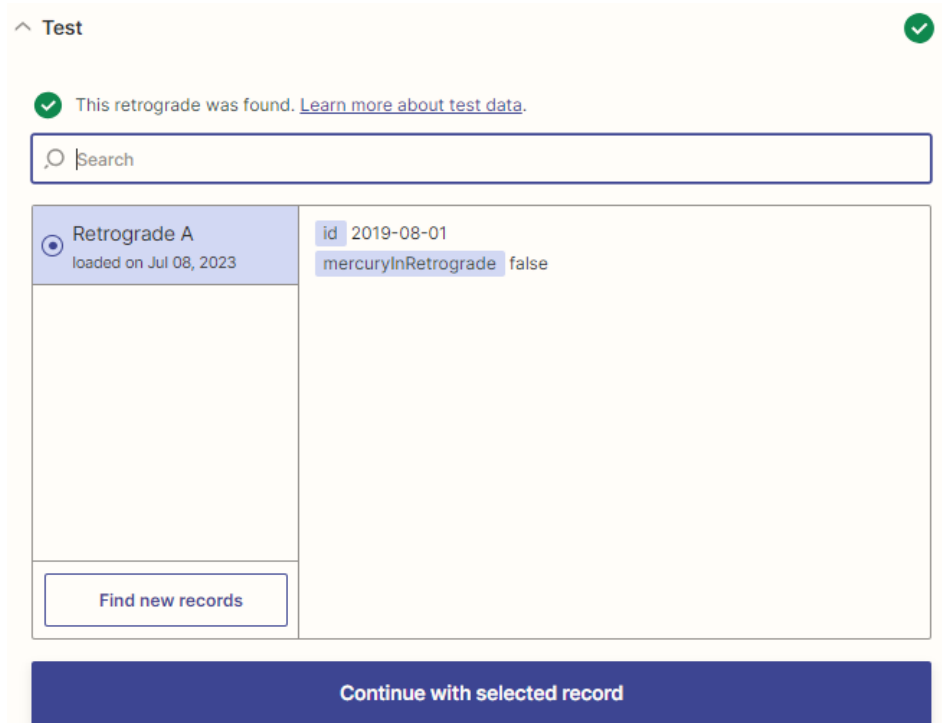 Test
This retrograde was found. Learn more about test data.
Search
Retrograde A
loaded on Jul 08, 2023
id 2019-08-01
mercuryInRetrograde false
Find new records
Continue with selected record